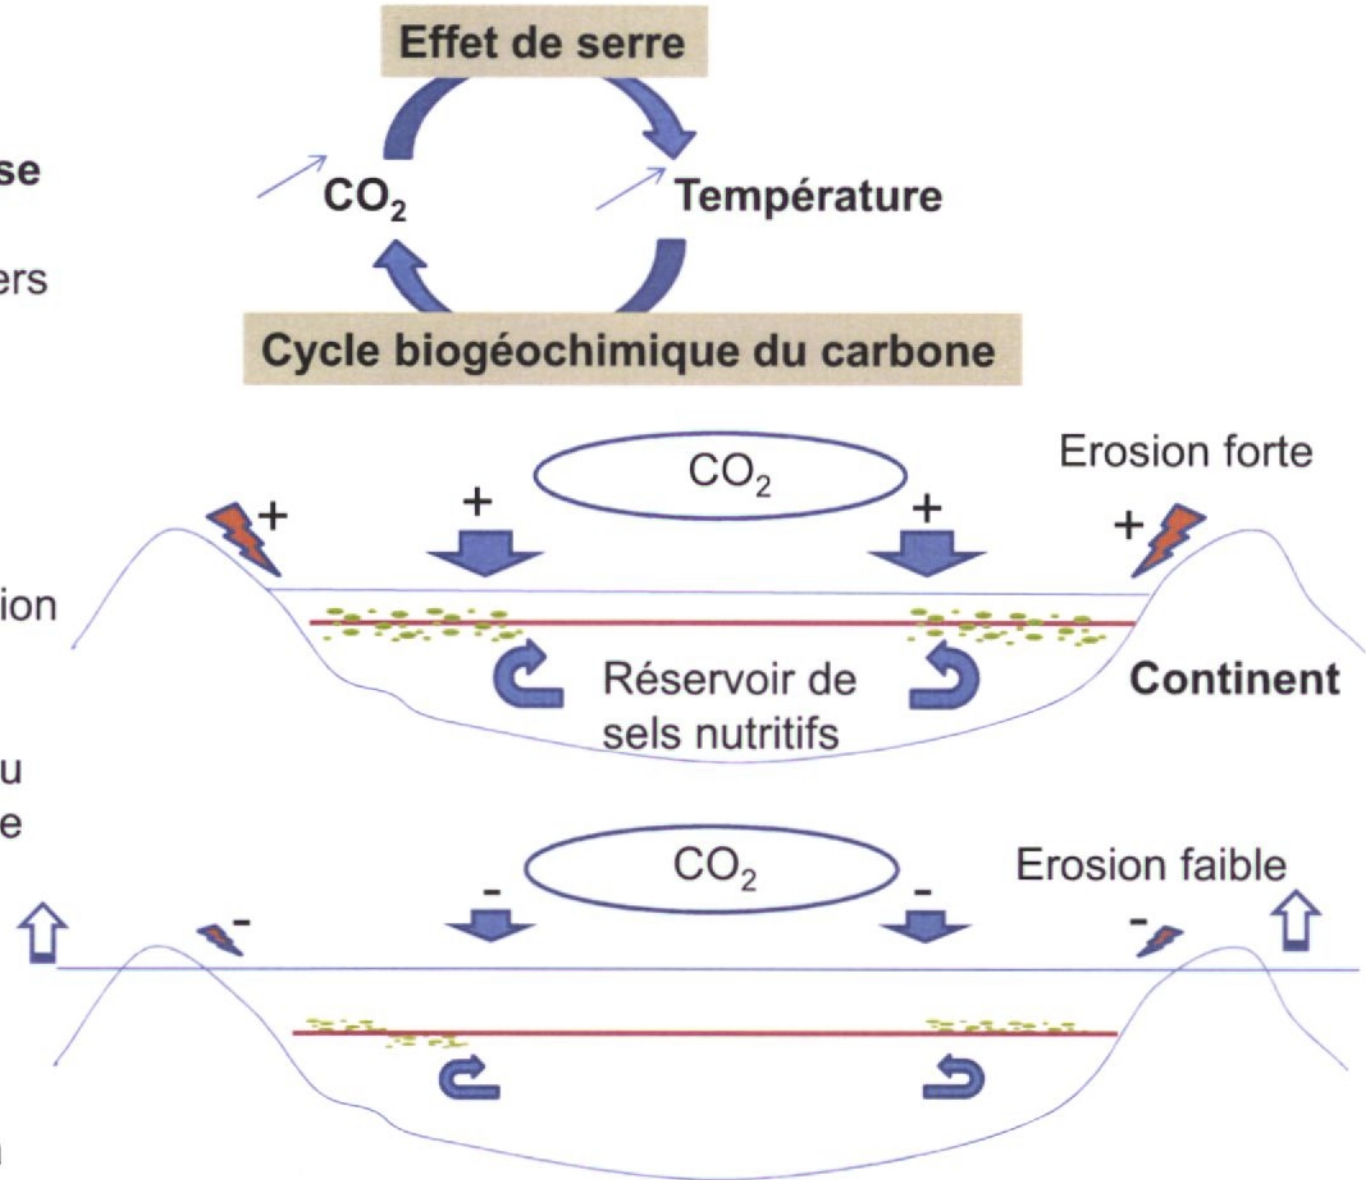 Effet de serre
se
CO₂ Température
ers
Cycle biogéochimique du carbone
Erosion forte
CO₂
+ + + +
ion
Réservoir de
sels nutritifs
Continent
u
e
CO₂
Erosion faible
- - - -